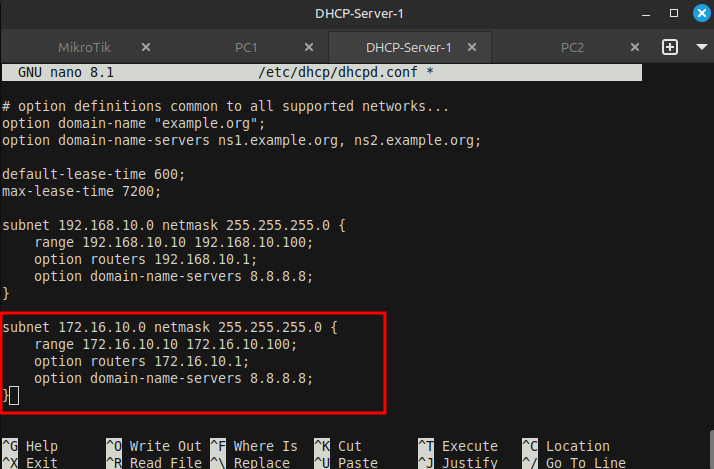 DHCP-Server-1
MikroTik PC1 DHCP-Server-1 PC2
GNU nano 8.1 /etc/dhcp/dhcpd.conf *
# option definitions common to all supported networks...
option domain-name "example.org";
option domain-name-servers ns1.example.org, ns2.example.org;
default-lease-time 600;
max-lease-time 7200;
subnet 192.168.10.0 netmask 255.255.255.0 {
    range 192.168.10.10 192.168.10.100;
    option routers 192.168.10.1;
    option domain-name-servers 8.8.8.8;
}
subnet 172.16.10.0 netmask 255.255.255.0 {
    range 172.16.10.10 172.16.10.100;
    option routers 172.16.10.1;
    option domain-name-servers 8.8.8.8;
}
^G Help ^O Write Out ^F Where Is ^K Cut ^T Execute ^C Location
^X Exit ^R Read File ^\ Replace ^U Paste ^J Justify ^/ Go To Line